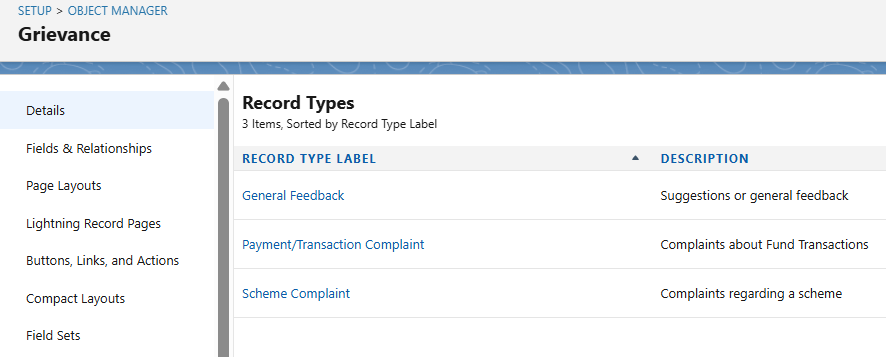 SETUP > OBJECT MANAGER
Grievance
Details
Fields & Relationships
Page Layouts
Lightning Record Pages
Buttons, Links, and Actions
Compact Layouts
Field Sets
Record Types
3 Items, Sorted by Record Type Label
RECORD TYPE LABEL DESCRIPTION
General Feedback Suggestions or general feedback
Payment/Transaction Complaint Complaints about Fund Transactions
Scheme Complaint Complaints regarding a scheme